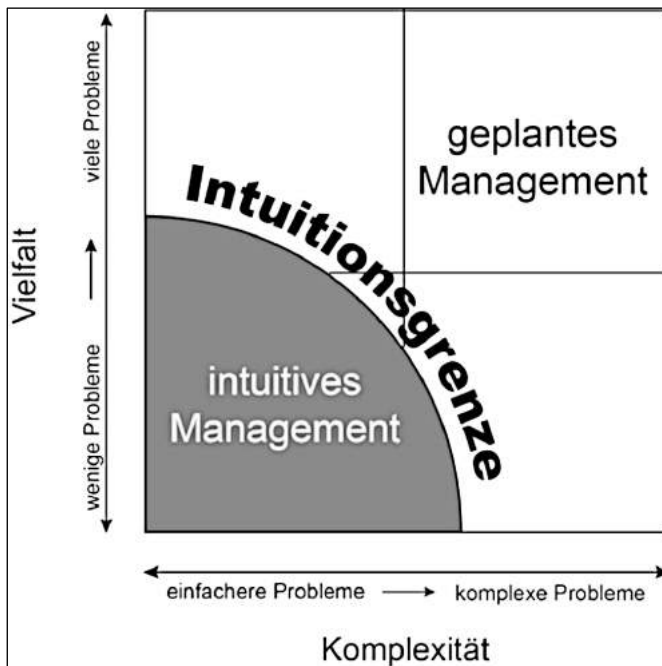 viele Probleme
geplantes
Management
Intuitionsgrenze
Vielfalt
intuitives
Management
wenige Probleme
einfachere Probleme
komplexe Probleme
Komplexität